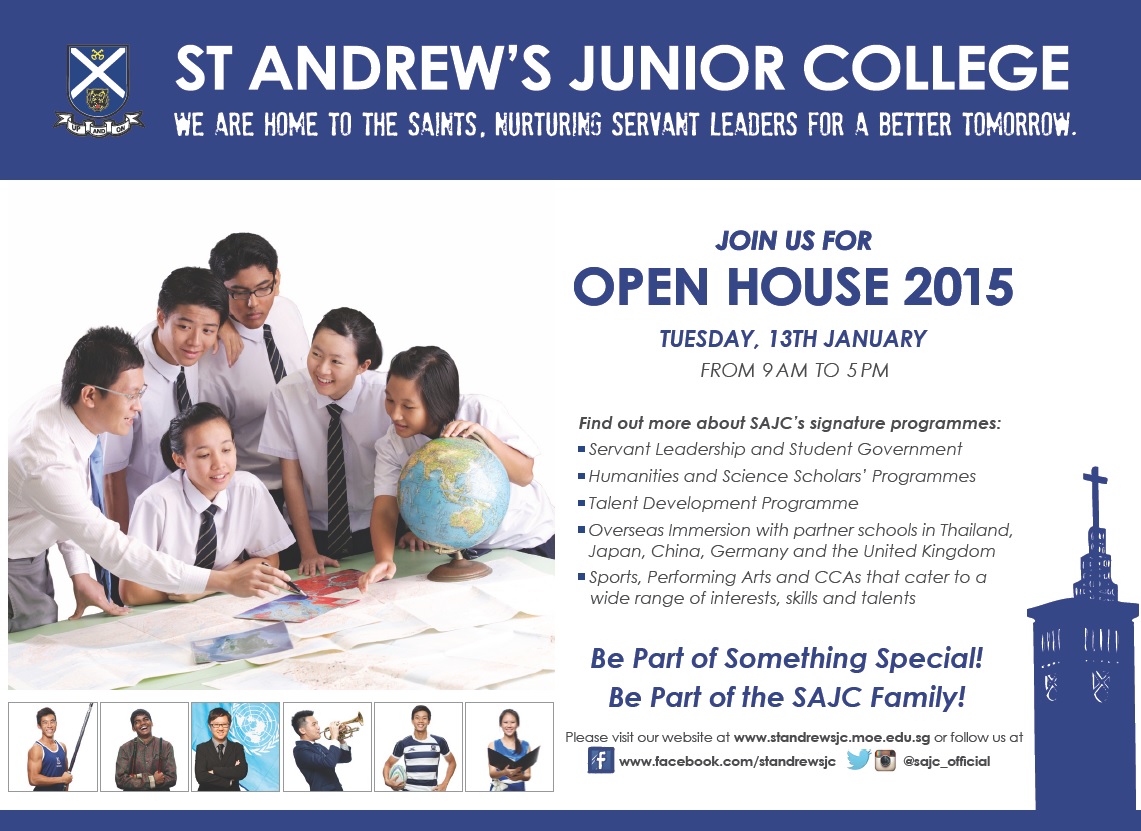 ST ANDREW'S JUNIOR COLLEGE
WE ARE HOME TO THE SAINTS, NURTURING SERVANT LEADERS FOR A BETTER TOMORROW.
UP AND ON
JOIN US FOR
OPEN HOUSE 2015
TUESDAY, 13TH JANUARY
FROM 9 AM TO 5 PM
Find out more about SAJC's signature programmes:
Servant Leadership and Student Government
Humanities and Science Scholars' Programmes
Talent Development Programme
Overseas Immersion with partner schools in Thailand,
Japan, China, Germany and the United Kingdom
Sports, Performing Arts and CCAs that cater to a
wide range of interests, skills and talents
Be Part of Something Special!
Be Part of the SAJC Family!
Please visit our website at www.standrewsjc.moe.edu.sg or follow us at
www.facebook.com/standrewsjc @sajc_official